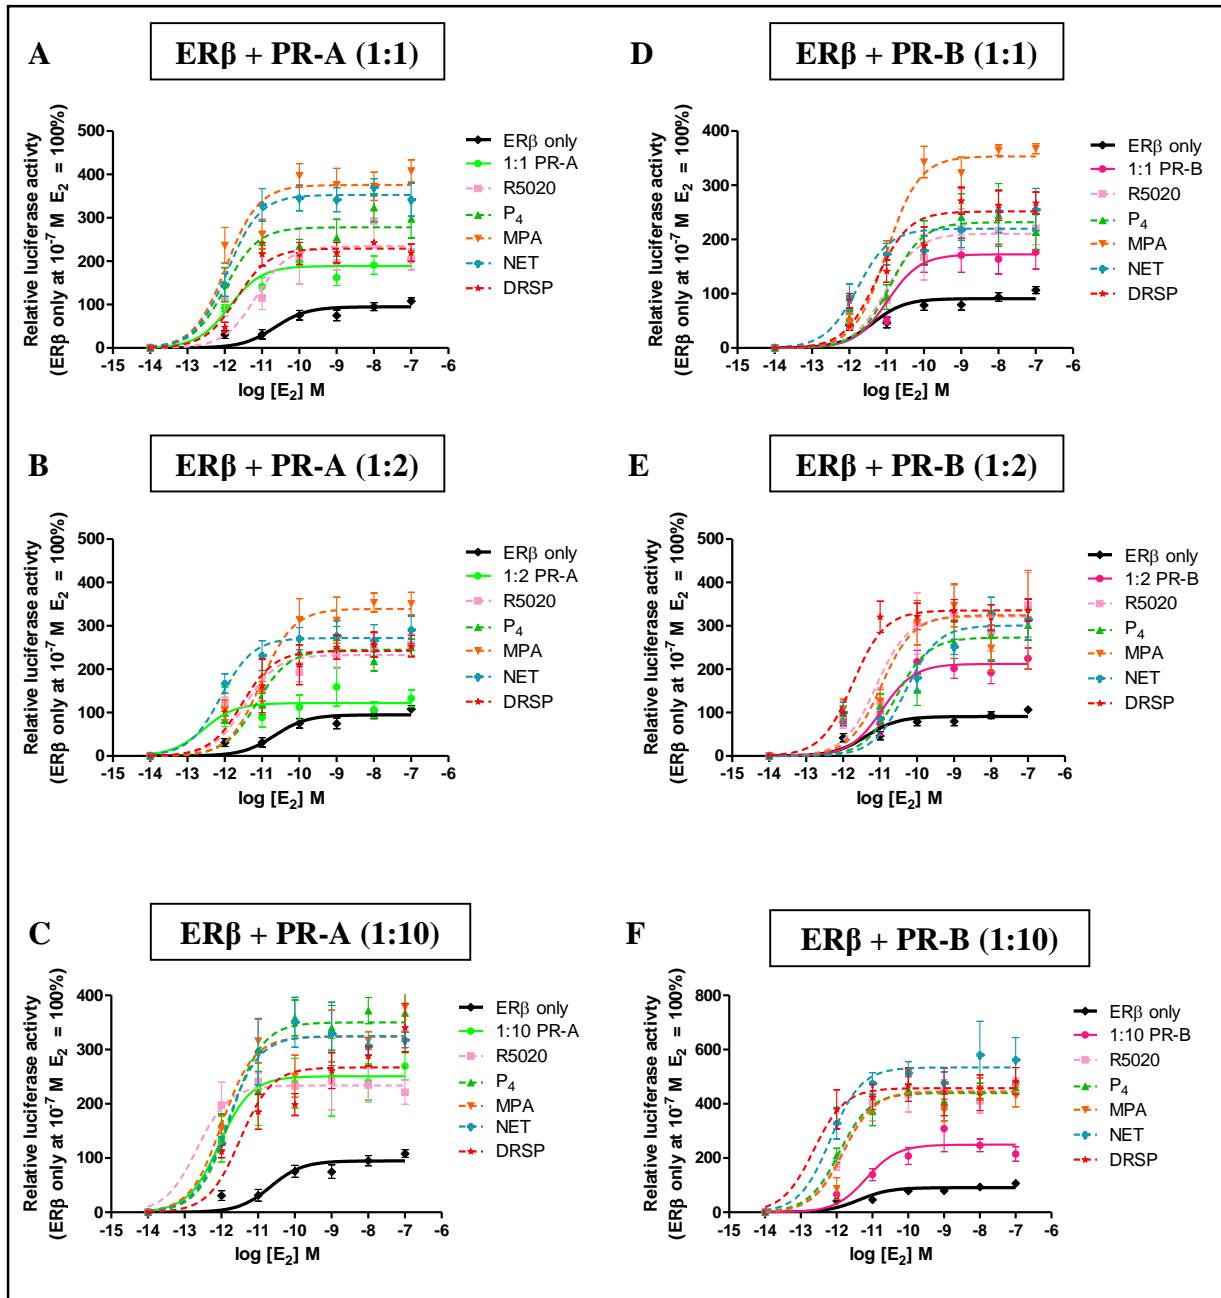 A
ERβ + PR-A (1:1)
Relative luciferase activty
(ERβ only at 10⁻⁷ M E₂ = 100%)
500
400
300
200
100
0
-15 -14 -13 -12 -11 -10 -9 -8 -7 -6
log [E₂] M
ERβ only
1:1 PR-A
R5020
P₄
MPA
NET
DRSP
D
ERβ + PR-B (1:1)
Relative luciferase activty
(ERβ only at 10⁻⁷ M E₂ = 100%)
400
300
200
100
0
-15 -14 -13 -12 -11 -10 -9 -8 -7 -6
log [E₂] M
ERβ only
1:1 PR-B
R5020
P₄
MPA
NET
DRSP
B
ERβ + PR-A (1:2)
Relative luciferase activty
(ERβ only at 10⁻⁷ M E₂ = 100%)
500
400
300
200
100
0
-15 -14 -13 -12 -11 -10 -9 -8 -7 -6
log [E₂] M
ERβ only
1:2 PR-A
R5020
P₄
MPA
NET
DRSP
E
ERβ + PR-B (1:2)
Relative luciferase activty
(ERβ only at 10⁻⁷ M E₂ = 100%)
500
400
300
200
100
0
-15 -14 -13 -12 -11 -10 -9 -8 -7 -6
log [E₂] M
ERβ only
1:2 PR-B
R5020
P₄
MPA
NET
DRSP
C
ERβ + PR-A (1:10)
Relative luciferase activty
(ERβ only at 10⁻⁷ M E₂ = 100%)
400
300
200
100
0
-15 -14 -13 -12 -11 -10 -9 -8 -7 -6
log [E₂] M
ERβ only
1:10 PR-A
R5020
P₄
MPA
NET
DRSP
F
ERβ + PR-B (1:10)
Relative luciferase activty
(ERβ only at 10⁻⁷ M E₂ = 100%)
800
600
400
200
0
-15 -14 -13 -12 -11 -10 -9 -8 -7 -6
log [E₂] M
ERβ only
1:10 PR-B
R5020
P₄
MPA
NET
DRSP